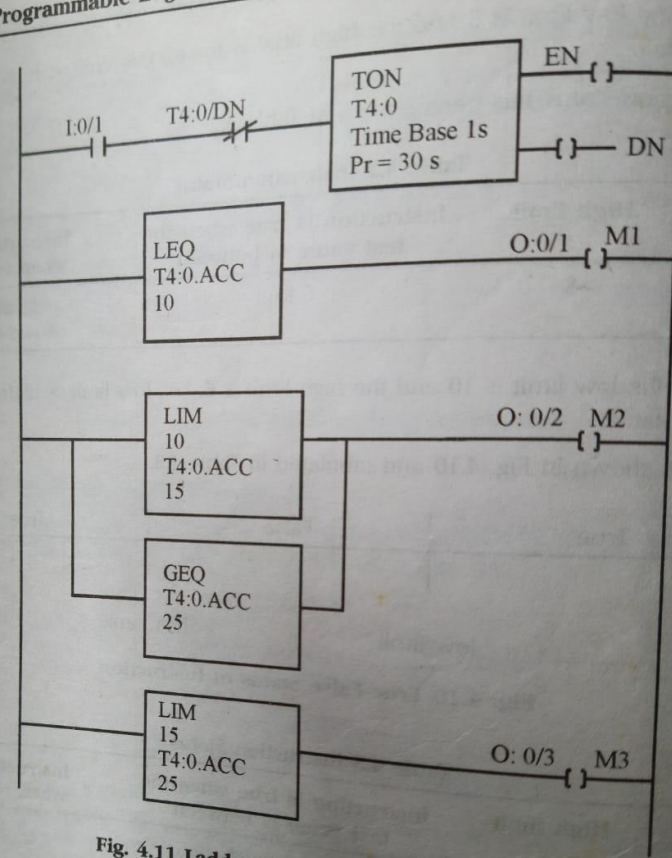 Programmable
I:0/1
T4:0/DN
TON
T4:0
Time Base 1s
Pr = 30 s
EN
DN
LEQ
T4:0.ACC
10
O:0/1 M1
LIM
10
T4:0.ACC
15
O: 0/2 M2
GEQ
T4:0.ACC
25
LIM
15
T4:0.ACC
25
O: 0/3 M3
Fig. 4.11